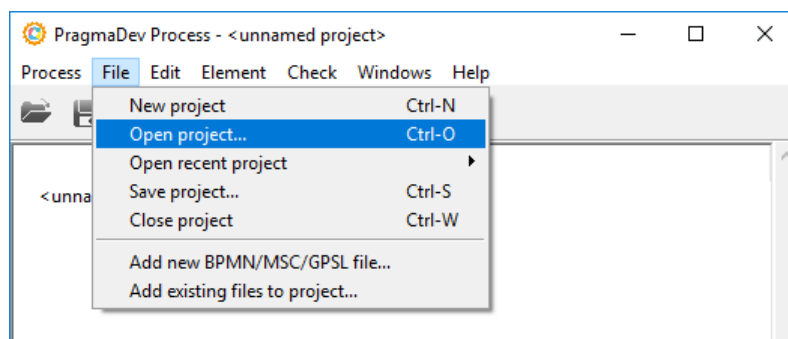 PragmaDev Process - <unnamed project>
Process File Edit Element Check Windows Help
New project Ctrl-N
Open project... Ctrl-O
Open recent project
<unna
Save project... Ctrl-S
Close project Ctrl-W
Add new BPMN/MSC/GPSL file...
Add existing files to project...